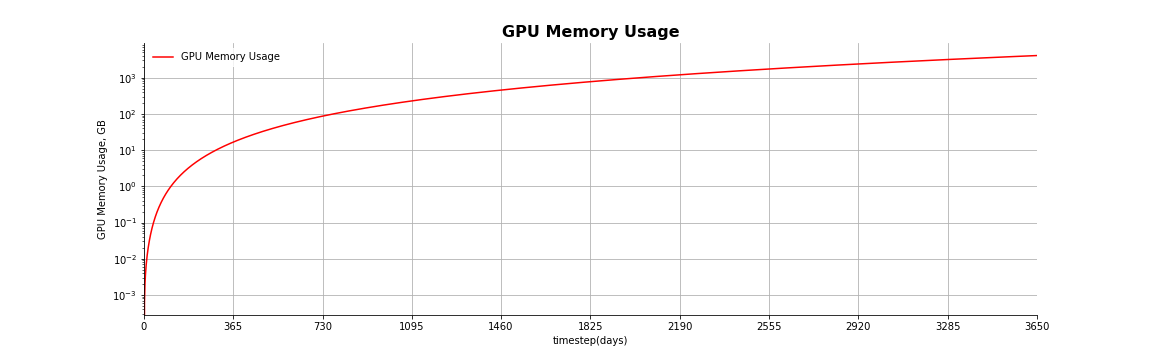 GPU Memory Usage
GPU Memory Usage
GPU Memory Usage, GB
10³
10²
10¹
10⁰
10⁻¹
10⁻²
10⁻³
0 365 730 1095 1460 1825 2190 2555 2920 3285 3650
timestep(days)